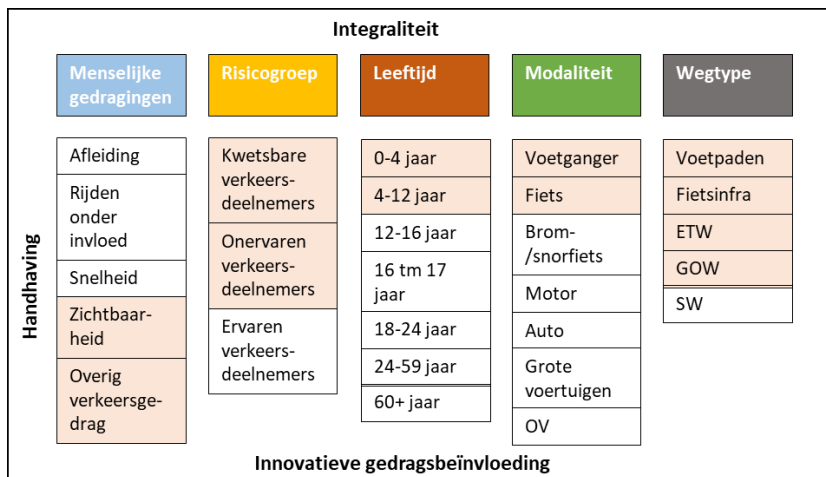 Integraliteit
Menselijke
gedragingen
Risicogroep
Leeftijd
Modaliteit
Wegtype
Handhaving
Afleiding
Rijden
onder
invloed
Snelheid
Zichtbaar-
heid
Overig
verkeersge-
drag
Kwetsbare
verkeers-
deelnemers
Onervaren
verkeers-
deelnemers
Ervaren
verkeers-
deelnemers
0-4 jaar
4-12 jaar
12-16 jaar
16 tm 17
jaar
18-24 jaar
24-59 jaar
60+ jaar
Voetganger
Fiets
Brom-
/snorfiets
Motor
Auto
Grote
voertuigen
OV
Voetpaden
Fietsinfra
ETW
GOW
SW
Innovatieve gedragsbeïnvloeding